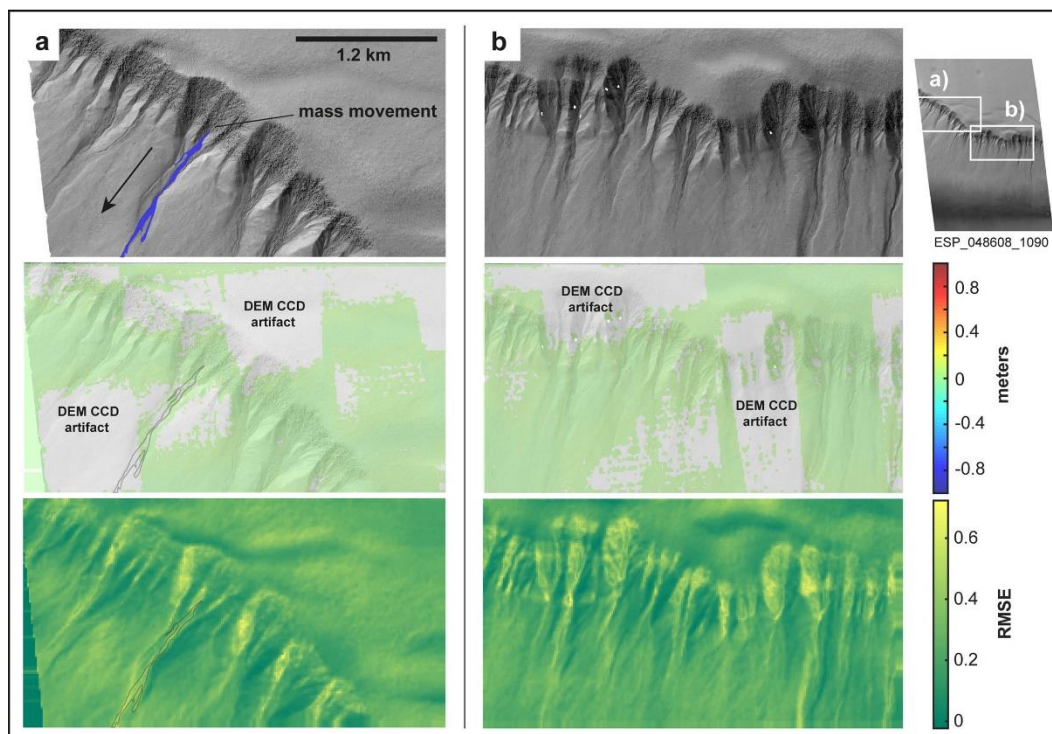 a
1.2 km
mass movement
b
a)
b)
ESP_048608_1090
DEM CCD
artifact
DEM CCD
artifact
DEM CCD
artifact
DEM CCD
artifact
0.8
0.4
0
-0.4
-0.8
meters
0.6
0.4
0.2
0
RMSE